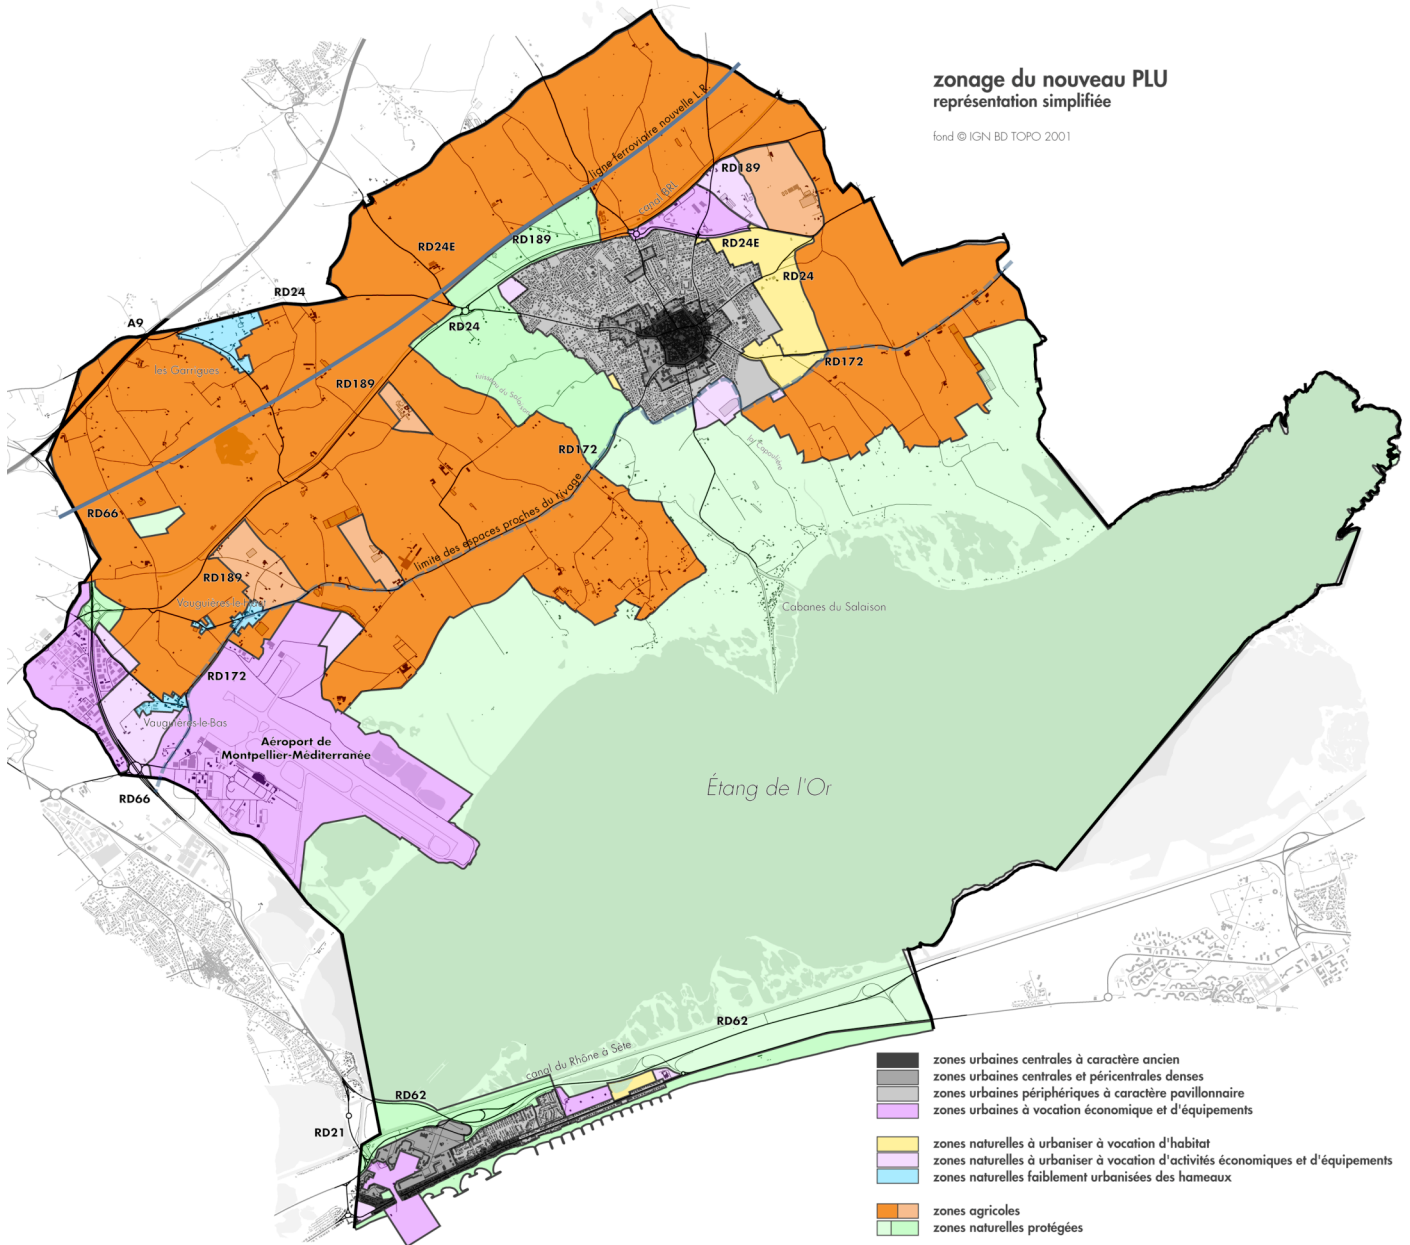 zonage du nouveau PLU
représentation simplifiée
fond © IGN BD TOPO 2001
ligne ferroviaire nouvelle L.R.
RD189
canal BRL
RD24E
RD189
RD24E
RD24
RD24
A9
RD24
les Garrigues
RD189
RD172
ruisseau du Salaison
RD172
la Capoulière
RD66
limite des espaces proches du rivage
RD189
Vauguières-le-Haut
Cabanes du Salaison
RD172
Vauguières-le-Bas
Aéroport de
Montpellier-Méditerranée
RD66
Étang de l'Or
RD62
canal du Rhône à Sète
RD62
RD21
zones urbaines centrales à caractère ancien
zones urbaines centrales et péricentrales denses
zones urbaines périphériques à caractère pavillonnaire
zones urbaines à vocation économique et d'équipements
zones naturelles à urbaniser à vocation d'habitat
zones naturelles à urbaniser à vocation d'activités économiques et d'équipements
zones naturelles faiblement urbanisées des hameaux
zones agricoles
zones naturelles protégées